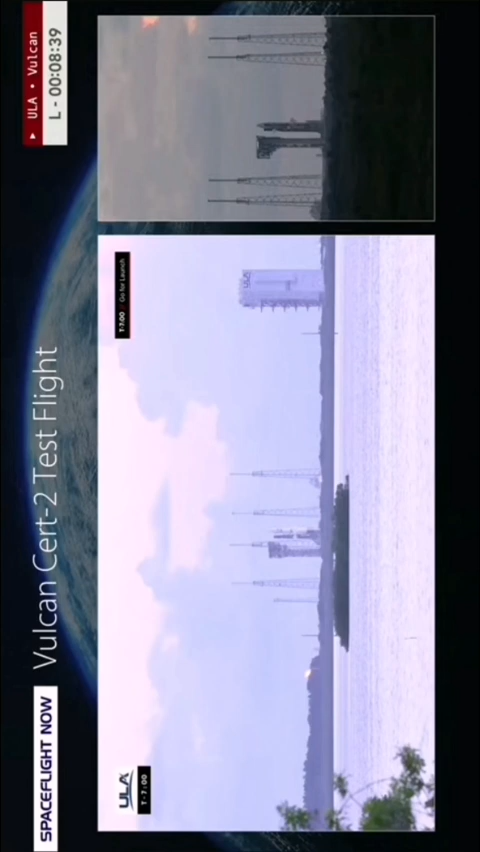 SPACEFLIGHT NOW
Vulcan Cert-2 Test Flight
▸ ULA • Vulcan
L - 00:08:39
ULA
T - 7:00
T-7:00 Go for Launch
ULA